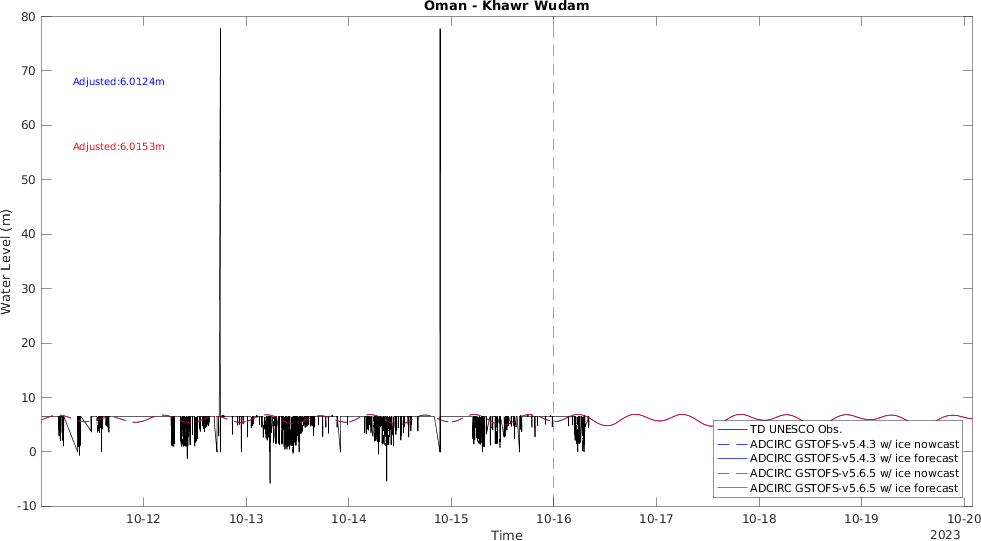 Oman - Khawr Wudam
80
70
60
50
40
30
20
10
0
-10
Water Level (m)
Adjusted:6.0124m
Adjusted:6.0153m
TD UNESCO Obs.
ADCIRC GSTOFS-v5.4.3 w/ ice nowcast
ADCIRC GSTOFS-v5.4.3 w/ ice forecast
ADCIRC GSTOFS-v5.6.5 w/ ice nowcast
ADCIRC GSTOFS-v5.6.5 w/ ice forecast
10-12 10-13 10-14 10-15 10-16 10-17 10-18 10-19 10-20
Time
2023